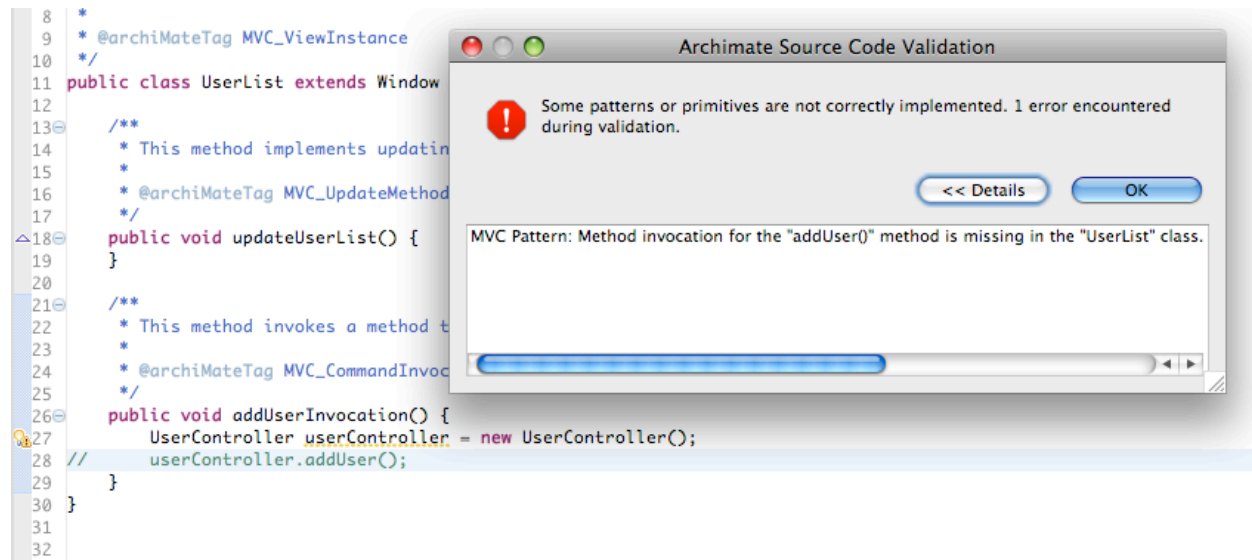 8 *
9 * @archiMateTag MVC_ViewInstance
10 */
11 public class UserList extends Window
12
13 /**
14 * This method implements updatin
15 *
16 * @archiMateTag MVC_UpdateMethod
17 */
18 public void updateUserList() {
19 }
20
21 /**
22 * This method invokes a method t
23 *
24 * @archiMateTag MVC_CommandInvoc
25 */
26 public void addUserInvocation() {
27 UserController userController = new UserController();
28 // userController.addUser();
29 }
30 }
31
32
Archimate Source Code Validation
Some patterns or primitives are not correctly implemented. 1 error encountered
during validation.
<< Details
OK
MVC Pattern: Method invocation for the "addUser()" method is missing in the "UserList" class.